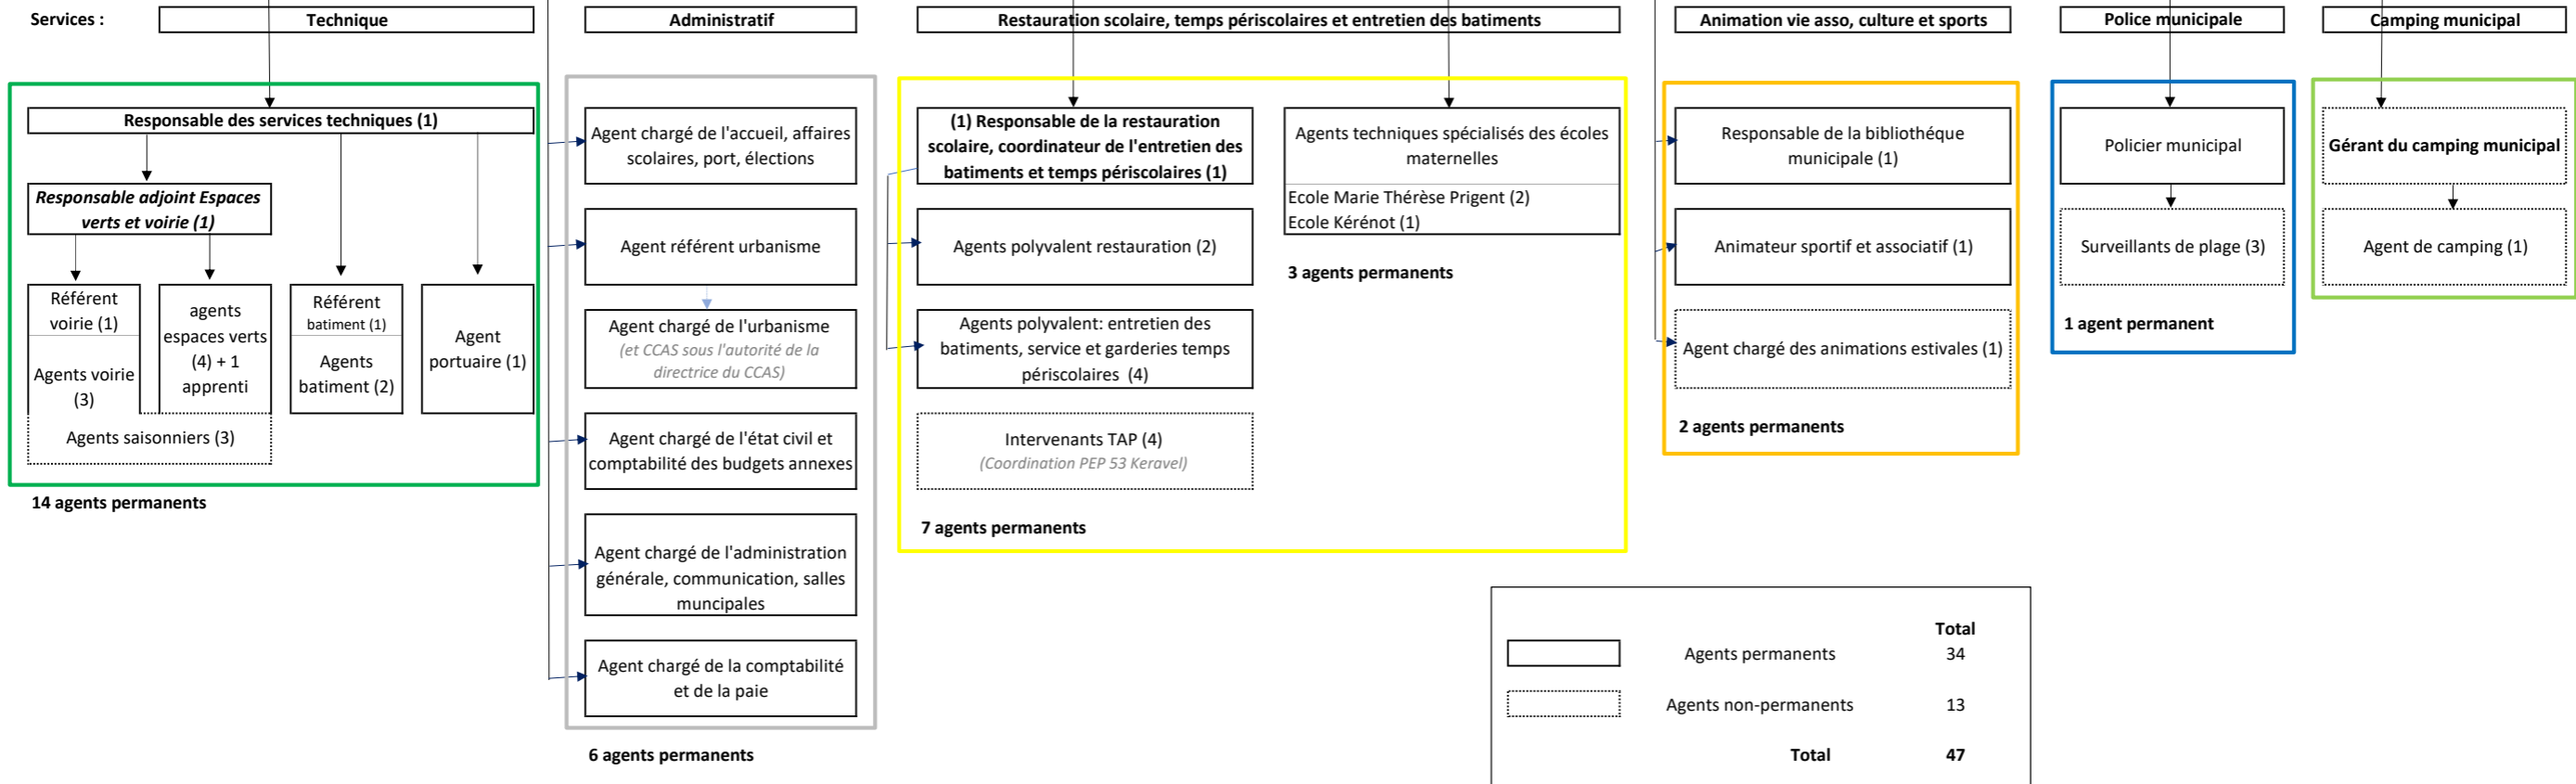 Services :
Technique
Administratif
Restauration scolaire, temps périscolaires et entretien des batiments
Animation vie asso, culture et sports
Police municipale
Camping municipal
Responsable des services techniques (1)
Responsable adjoint Espaces
verts et voirie (1)
Référent
voirie (1)
Agents voirie
(3)
agents
espaces verts
(4) + 1
apprenti
Référent
batiment (1)
Agents
batiment (2)
Agent
portuaire (1)
Agents saisonniers (3)
14 agents permanents
Agent chargé de l'accueil, affaires
scolaires, port, élections
Agent référent urbanisme
Agent chargé de l'urbanisme
(et CCAS sous l'autorité de la
directrice du CCAS)
Agent chargé de l'état civil et
comptabilité des budgets annexes
Agent chargé de l'administration
générale, communication, salles
muncipales
Agent chargé de la comptabilité
et de la paie
6 agents permanents
(1) Responsable de la restauration
scolaire, coordinateur de l'entretien des
batiments et temps périscolaires (1)
Agents polyvalent restauration (2)
Agents polyvalent: entretien des
batiments, service et garderies temps
périscolaires (4)
Intervenants TAP (4)
(Coordination PEP 53 Keravel)
7 agents permanents
Agents techniques spécialisés des écoles
maternelles
Ecole Marie Thérèse Prigent (2)
Ecole Kérénot (1)
3 agents permanents
Responsable de la bibliothéque
municipale (1)
Animateur sportif et associatif (1)
Agent chargé des animations estivales (1)
2 agents permanents
Policier municipal
Surveillants de plage (3)
1 agent permanent
Gérant du camping municipal
Agent de camping (1)
Total
Agents permanents 34
Agents non-permanents 13
Total 47